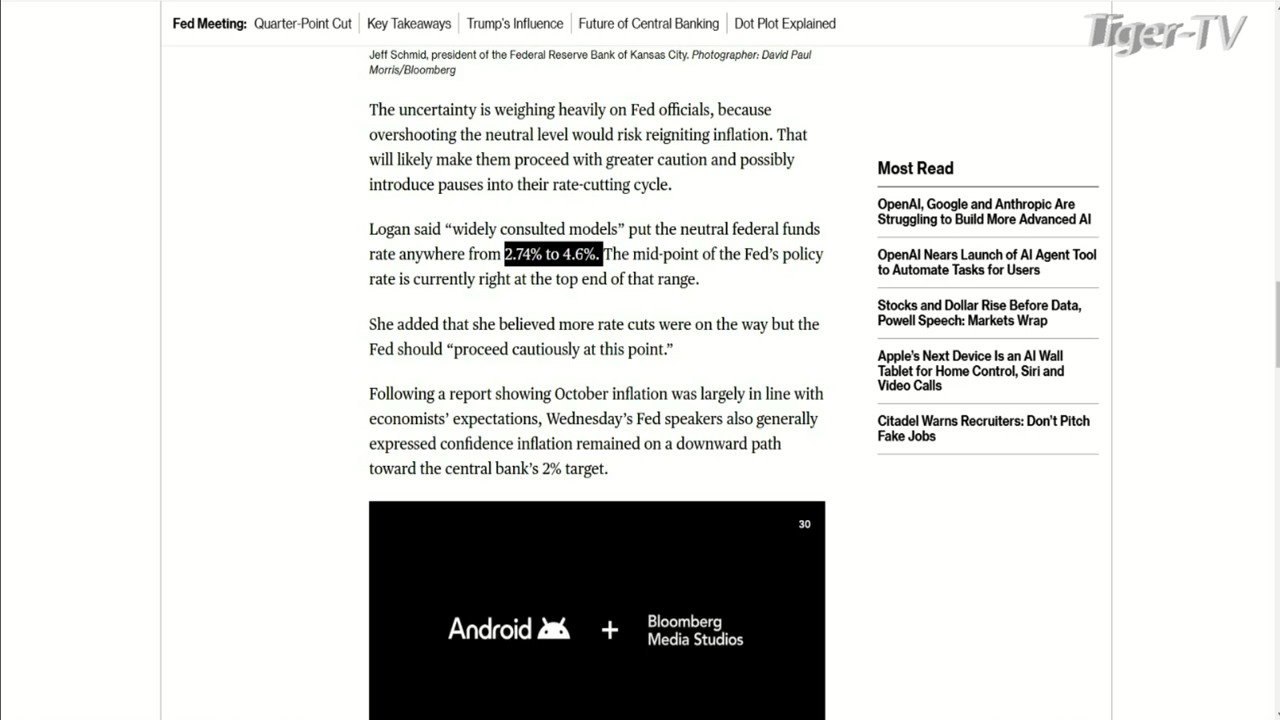 Fed Meeting: Quarter-Point Cut Key Takeaways Trump's Influence Future of Central Banking Dot Plot Explained
Tiger-TV
Jeff Schmid, president of the Federal Reserve Bank of Kansas City. Photographer: David Paul
Morris/Bloomberg
The uncertainty is weighing heavily on Fed officials, because
overshooting the neutral level would risk reigniting inflation. That
will likely make them proceed with greater caution and possibly
introduce pauses into their rate-cutting cycle.
Logan said “widely consulted models” put the neutral federal funds
rate anywhere from 2.74% to 4.6%. The mid-point of the Fed’s policy
rate is currently right at the top end of that range.
She added that she believed more rate cuts were on the way but the
Fed should “proceed cautiously at this point.”
Following a report showing October inflation was largely in line with
economists’ expectations, Wednesday’s Fed speakers also generally
expressed confidence inflation remained on a downward path
toward the central bank’s 2% target.
30
Android + Bloomberg
Media Studios
Most Read
OpenAI, Google and Anthropic Are
Struggling to Build More Advanced AI
OpenAI Nears Launch of AI Agent Tool
to Automate Tasks for Users
Stocks and Dollar Rise Before Data,
Powell Speech: Markets Wrap
Apple’s Next Device Is an AI Wall
Tablet for Home Control, Siri and
Video Calls
Citadel Warns Recruiters: Don’t Pitch
Fake Jobs